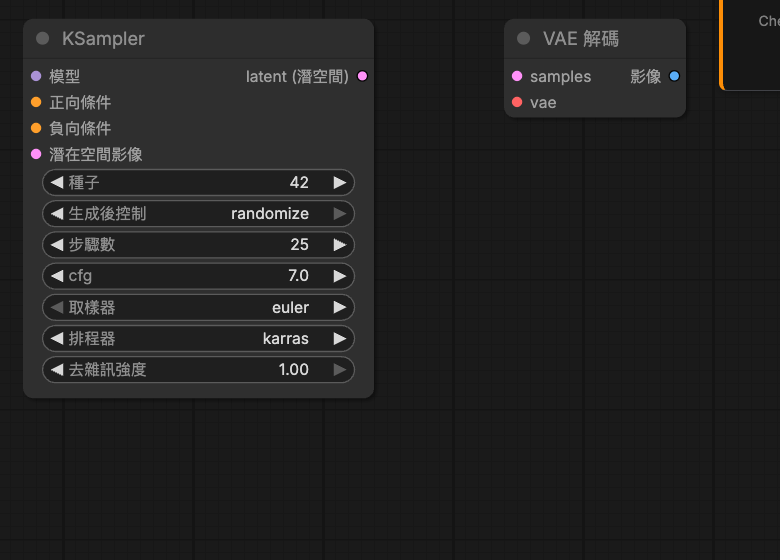 KSampler
模型
latent (潛空間)
正向條件
負向條件
潛在空間影像
種子 42
生成後控制 randomize
步驟數 25
cfg 7.0
取樣器 euler
排程器 karras
去雜訊強度 1.00
VAE 解碼
samples 影像
vae